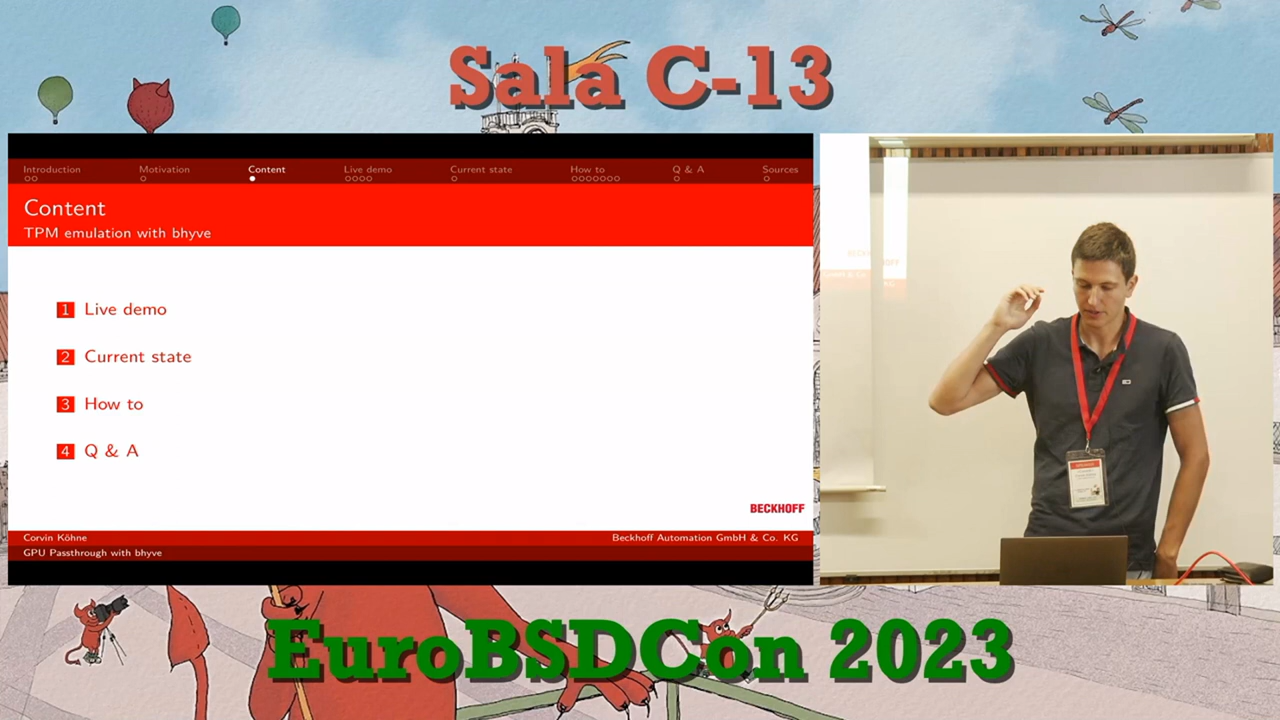 Sala C-13
Introduction Motivation Content Live demo Current state How to Q & A Sources
Content
TPM emulation with bhyve
1 Live demo
2 Current state
3 How to
4 Q & A
BECKHOFF
Corvin Köhne Beckhoff Automation GmbH & Co. KG
GPU Passthrough with bhyve
EuroBSDCon 2023